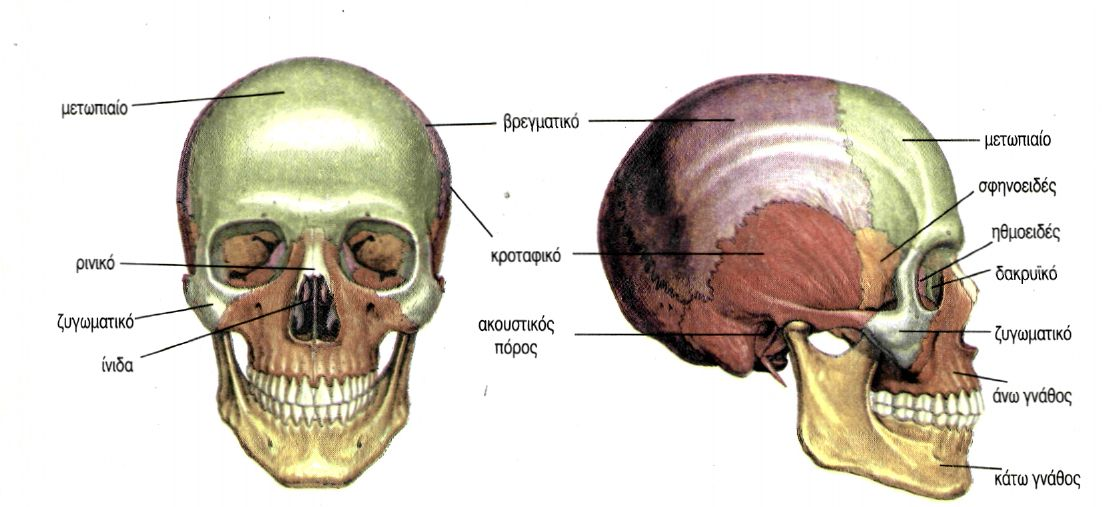 μετωπιαίο
ρινικό
ζυγωματικό
ίνιδα
βρεγματικό
κροταφικό
ακουστικός
πόρος
μετωπιαίο
σφηνοειδές
ηθμοειδές
δακρυϊκό
ζυγωματικό
άνω γνάθος
κάτω γνάθος